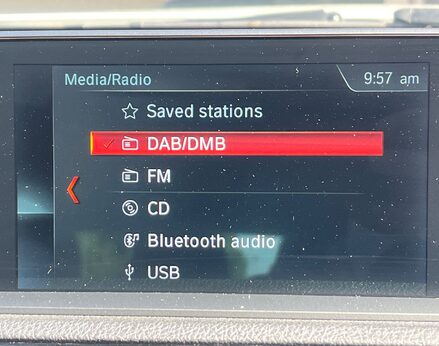 Media/Radio
9:57 am
Saved stations
DAB/DMB
FM
CD
Bluetooth audio
USB